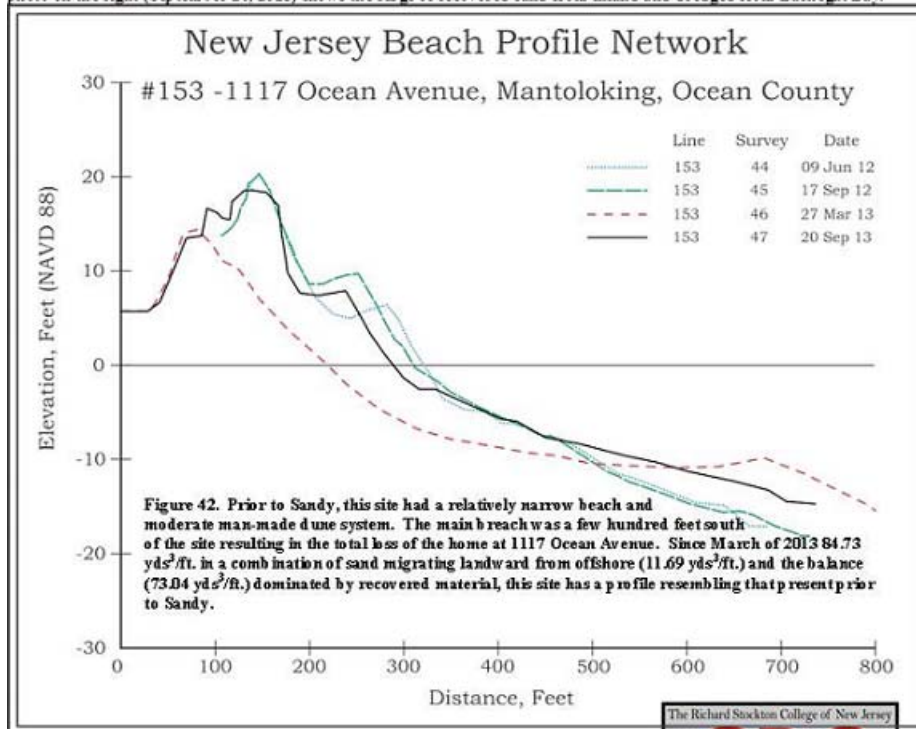 New Jersey Beach Profile Network
#153 -1117 Ocean Avenue, Mantoloking, Ocean County
Line Survey Date
153 44 09 Jun 12
153 45 17 Sep 12
153 46 27 Mar 13
153 47 20 Sep 13
Elevation, Feet (NAVD 88)
30
20
10
0
-10
-20
-30
Figure 42. Prior to Sandy, this site had a relatively narrow beach and
moderate man-made dune system. The main breach was a few hundred feet south
of the site resulting in the total loss of the home at 1117 Ocean Avenue. Since March of 2013 84.73
yds³/ft. in a combination of sand migrating landward from offshore (11.69 yds³/ft.) and the balance
(73.04 yds³/ft.) dominated by recovered material, this site has a profile resembling that present prior
to Sandy.
0 100 200 300 400 500 600 700 800
Distance, Feet
The Richard Stockton College of New Jersey